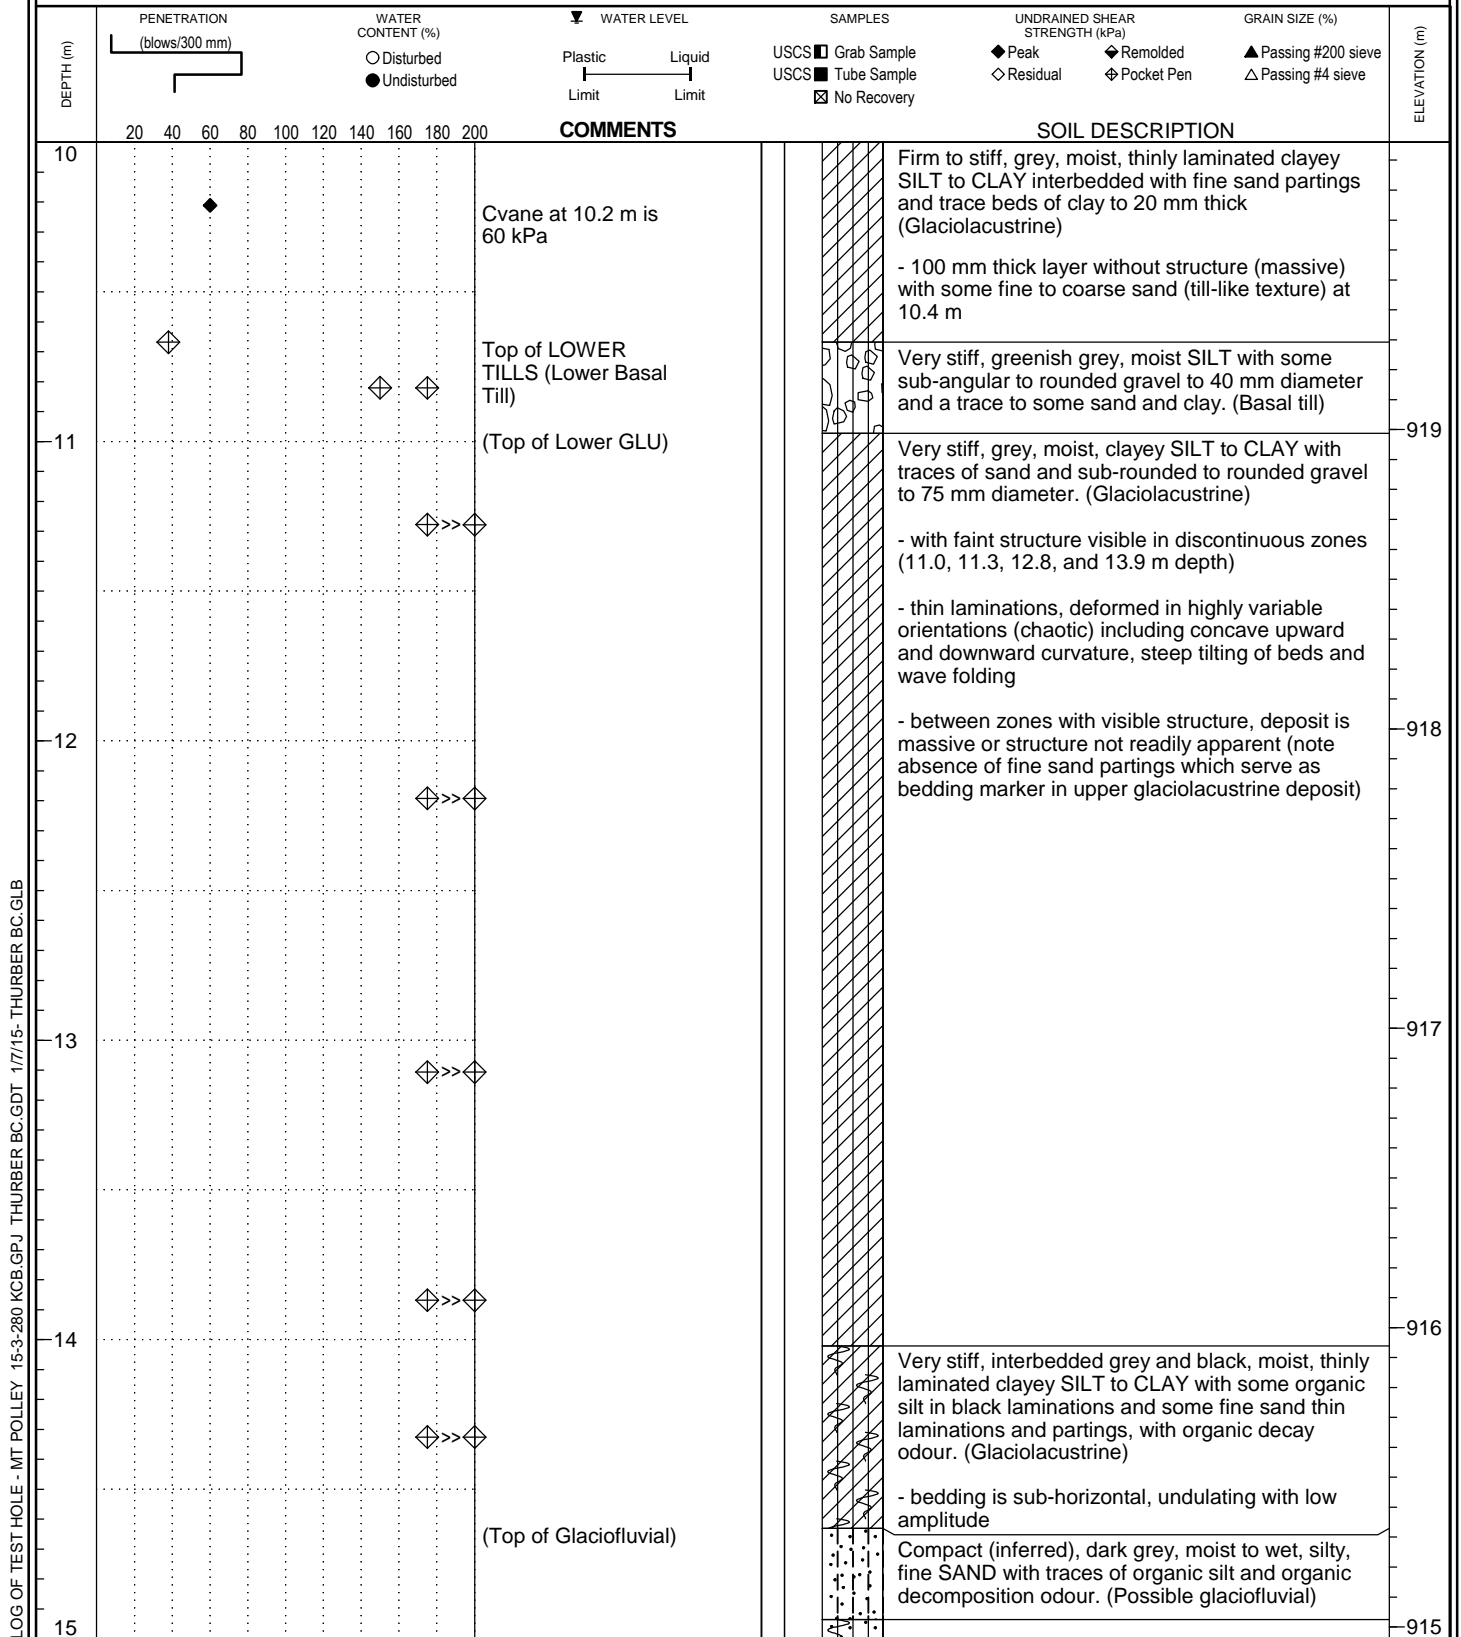 PENETRATION
(blows/300 mm)
WATER
CONTENT (%)
Disturbed
Undisturbed
WATER LEVEL
Plastic Liquid
Limit Limit
SAMPLES
USCS Grab Sample
USCS Tube Sample
No Recovery
UNDRAINED SHEAR
STRENGTH (kPa)
Peak Remolded
Residual Pocket Pen
GRAIN SIZE (%)
Passing #200 sieve
Passing #4 sieve
DEPTH (m)
ELEVATION (m)
20 40 60 80 100 120 140 160 180 200
COMMENTS
SOIL DESCRIPTION
10
Cvane at 10.2 m is
60 kPa
Firm to stiff, grey, moist, thinly laminated clayey
SILT to CLAY interbedded with fine sand partings
and trace beds of clay to 20 mm thick
(Glaciolacustrine)
- 100 mm thick layer without structure (massive)
with some fine to coarse sand (till-like texture) at
10.4 m
Top of LOWER
TILLS (Lower Basal
Till)
Very stiff, greenish grey, moist SILT with some
sub-angular to rounded gravel to 40 mm diameter
and a trace to some sand and clay. (Basal till)
919
11
(Top of Lower GLU)
Very stiff, grey, moist, clayey SILT to CLAY with
traces of sand and sub-rounded to rounded gravel
to 75 mm diameter. (Glaciolacustrine)
>>
- with faint structure visible in discontinuous zones
(11.0, 11.3, 12.8, and 13.9 m depth)
- thin laminations, deformed in highly variable
orientations (chaotic) including concave upward
and downward curvature, steep tilting of beds and
wave folding
- between zones with visible structure, deposit is
massive or structure not readily apparent (note
absence of fine sand partings which serve as
bedding marker in upper glaciolacustrine deposit)
918
12
>>
917
13
>>
>>
916
14
Very stiff, interbedded grey and black, moist, thinly
laminated clayey SILT to CLAY with some organic
silt in black laminations and some fine sand thin
laminations and partings, with organic decay
odour. (Glaciolacustrine)
>>
- bedding is sub-horizontal, undulating with low
amplitude
(Top of Glaciofluvial)
Compact (inferred), dark grey, moist to wet, silty,
fine SAND with traces of organic silt and organic
decomposition odour. (Possible glaciofluvial)
15
915
LOG OF TEST HOLE - MT POLLEY 15-3-280 KCB.GPJ THURBER BC.GDT 1/7/15- THURBER BC.GLB